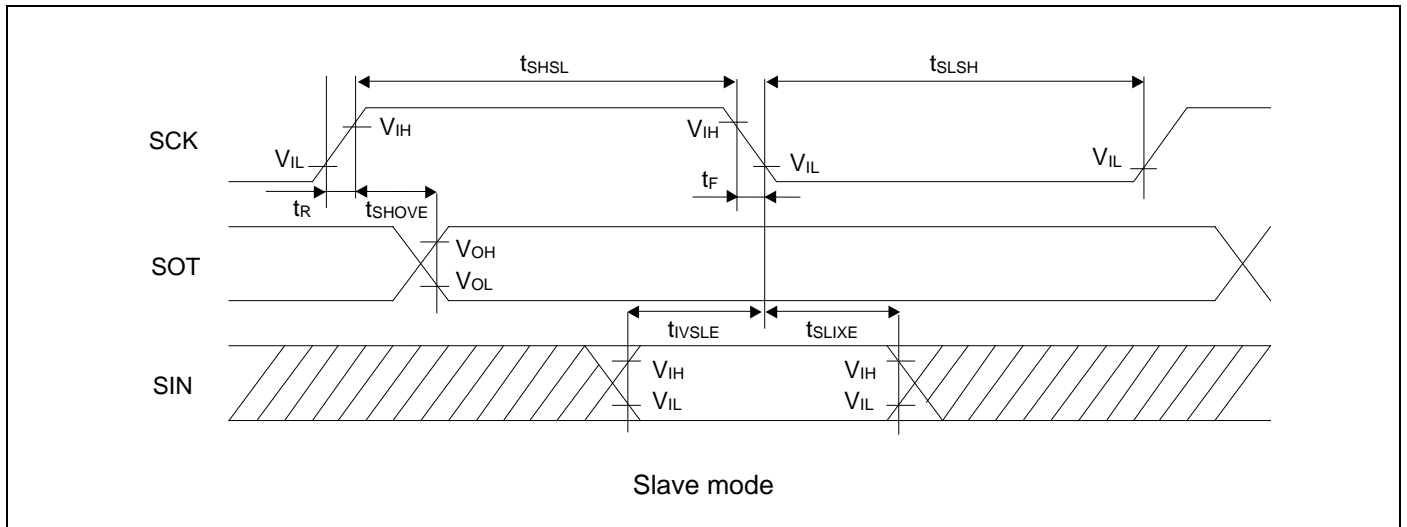 tSHSL tSLSH
SCK VIH VIH
VIL VIL VIL
tR tSHOVE tF
VOH
SOT
VOL
tIVSLE tSLIXE
VIH VIH
SIN
VIL VIL
Slave mode